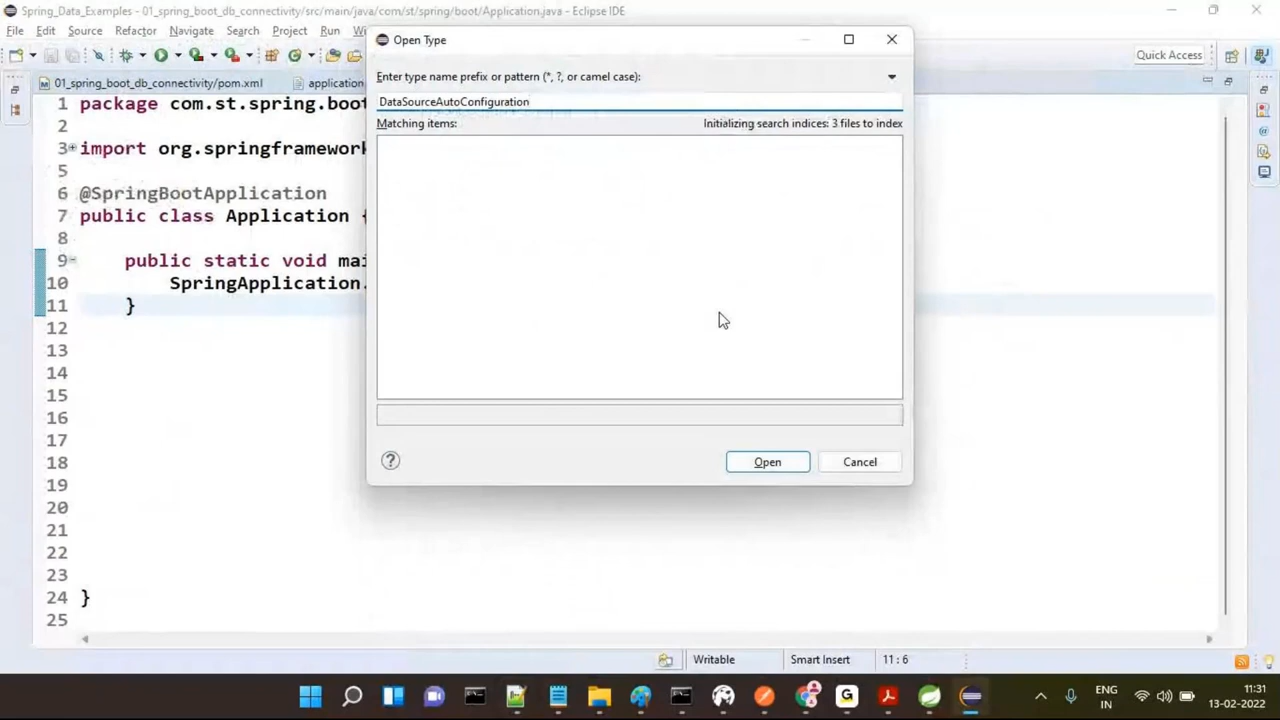 Spring_Data_Examples - 01_spring_boot_db_connectivity/src/main/java/com/st/spring/boot/Application.java - Eclipse IDE
File Edit Source Refactor Navigate Search Project Run
Quick Access
Open Type
Enter type name prefix or pattern (*, ?, or camel case):
DataSourceAutoConfiguration
Matching items: Initializing search indices: 3 files to index
Open Cancel
01_spring_boot_db_connectivity/pom.xml application
1 package com.st.spring.boot
2
3 import org.springframework
5
6 @SpringBootApplication
7 public class Application {
8
9 public static void mai
10 SpringApplication.
11 }
12
13
14
15
16
17
18
19
20
21
22
23
24 }
25
Writable Smart Insert 11 : 6
ENG
IN
11:31
13-02-2022